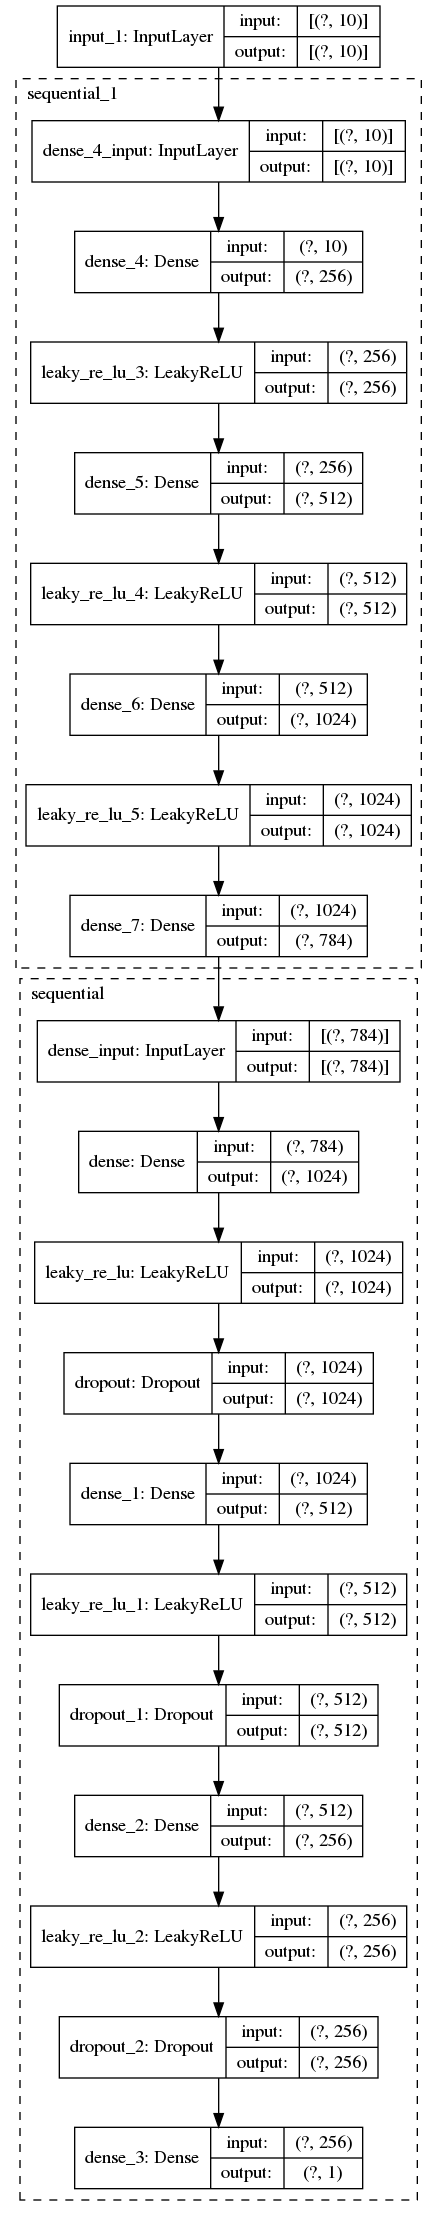 input_1: InputLayer
input: [(?, 10)]
output: [(?, 10)]
sequential_1
dense_4_input: InputLayer
input: [(?, 10)]
output: [(?, 10)]
dense_4: Dense
input: (?, 10)
output: (?, 256)
leaky_re_lu_3: LeakyReLU
input: (?, 256)
output: (?, 256)
dense_5: Dense
input: (?, 256)
output: (?, 512)
leaky_re_lu_4: LeakyReLU
input: (?, 512)
output: (?, 512)
dense_6: Dense
input: (?, 512)
output: (?, 1024)
leaky_re_lu_5: LeakyReLU
input: (?, 1024)
output: (?, 1024)
dense_7: Dense
input: (?, 1024)
output: (?, 784)
sequential
dense_input: InputLayer
input: [(?, 784)]
output: [(?, 784)]
dense: Dense
input: (?, 784)
output: (?, 1024)
leaky_re_lu: LeakyReLU
input: (?, 1024)
output: (?, 1024)
dropout: Dropout
input: (?, 1024)
output: (?, 1024)
dense_1: Dense
input: (?, 1024)
output: (?, 512)
leaky_re_lu_1: LeakyReLU
input: (?, 512)
output: (?, 512)
dropout_1: Dropout
input: (?, 512)
output: (?, 512)
dense_2: Dense
input: (?, 512)
output: (?, 256)
leaky_re_lu_2: LeakyReLU
input: (?, 256)
output: (?, 256)
dropout_2: Dropout
input: (?, 256)
output: (?, 256)
dense_3: Dense
input: (?, 256)
output: (?, 1)